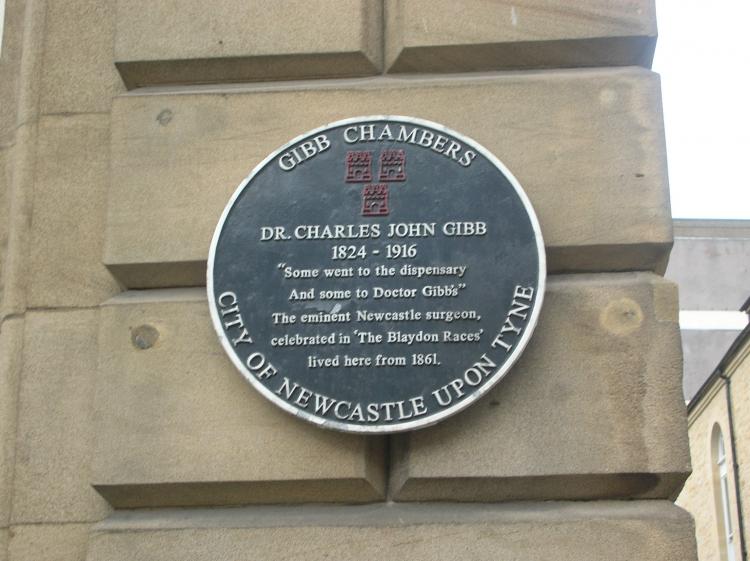 GIBB CHAMBERS
DR. CHARLES JOHN GIBB
1824 - 1916
"Some went to the dispensary
And some to Doctor Gibb's"
The eminent Newcastle surgeon,
celebrated in 'The Blaydon Races'
lived here from 1861.
CITY OF NEWCASTLE UPON TYNE